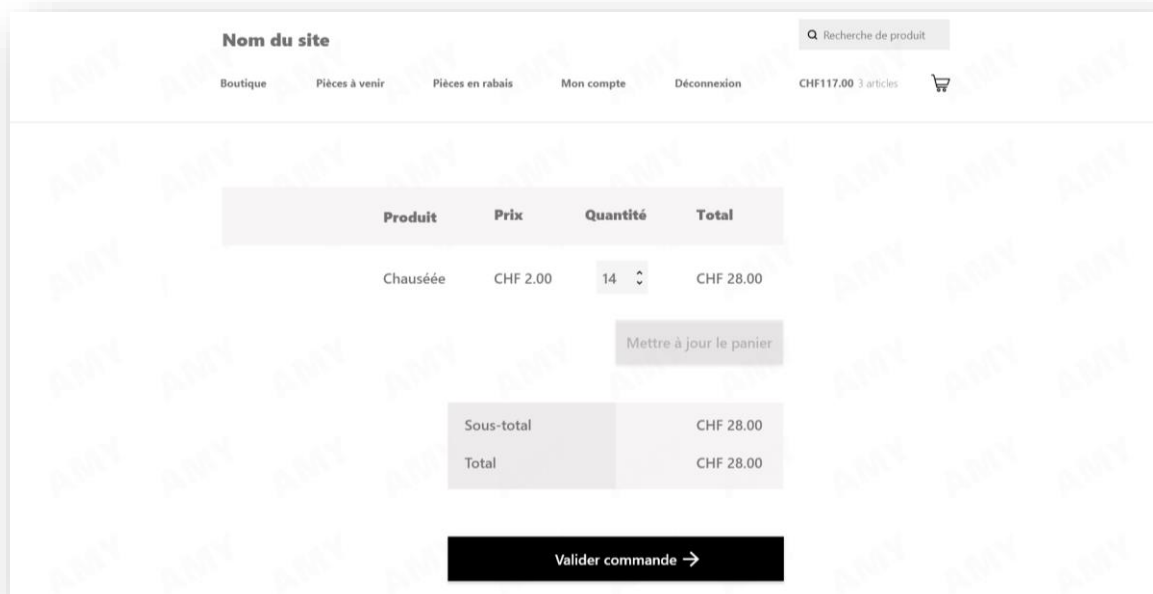 Nom du site
Recherche de produit
Boutique Pièces à venir Pièces en rabais Mon compte Déconnexion CHF117.00 3 articles
Produit Prix Quantité Total
Chauséée CHF 2.00 14 CHF 28.00
Mettre à jour le panier
Sous-total CHF 28.00
Total CHF 28.00
Valider commande →